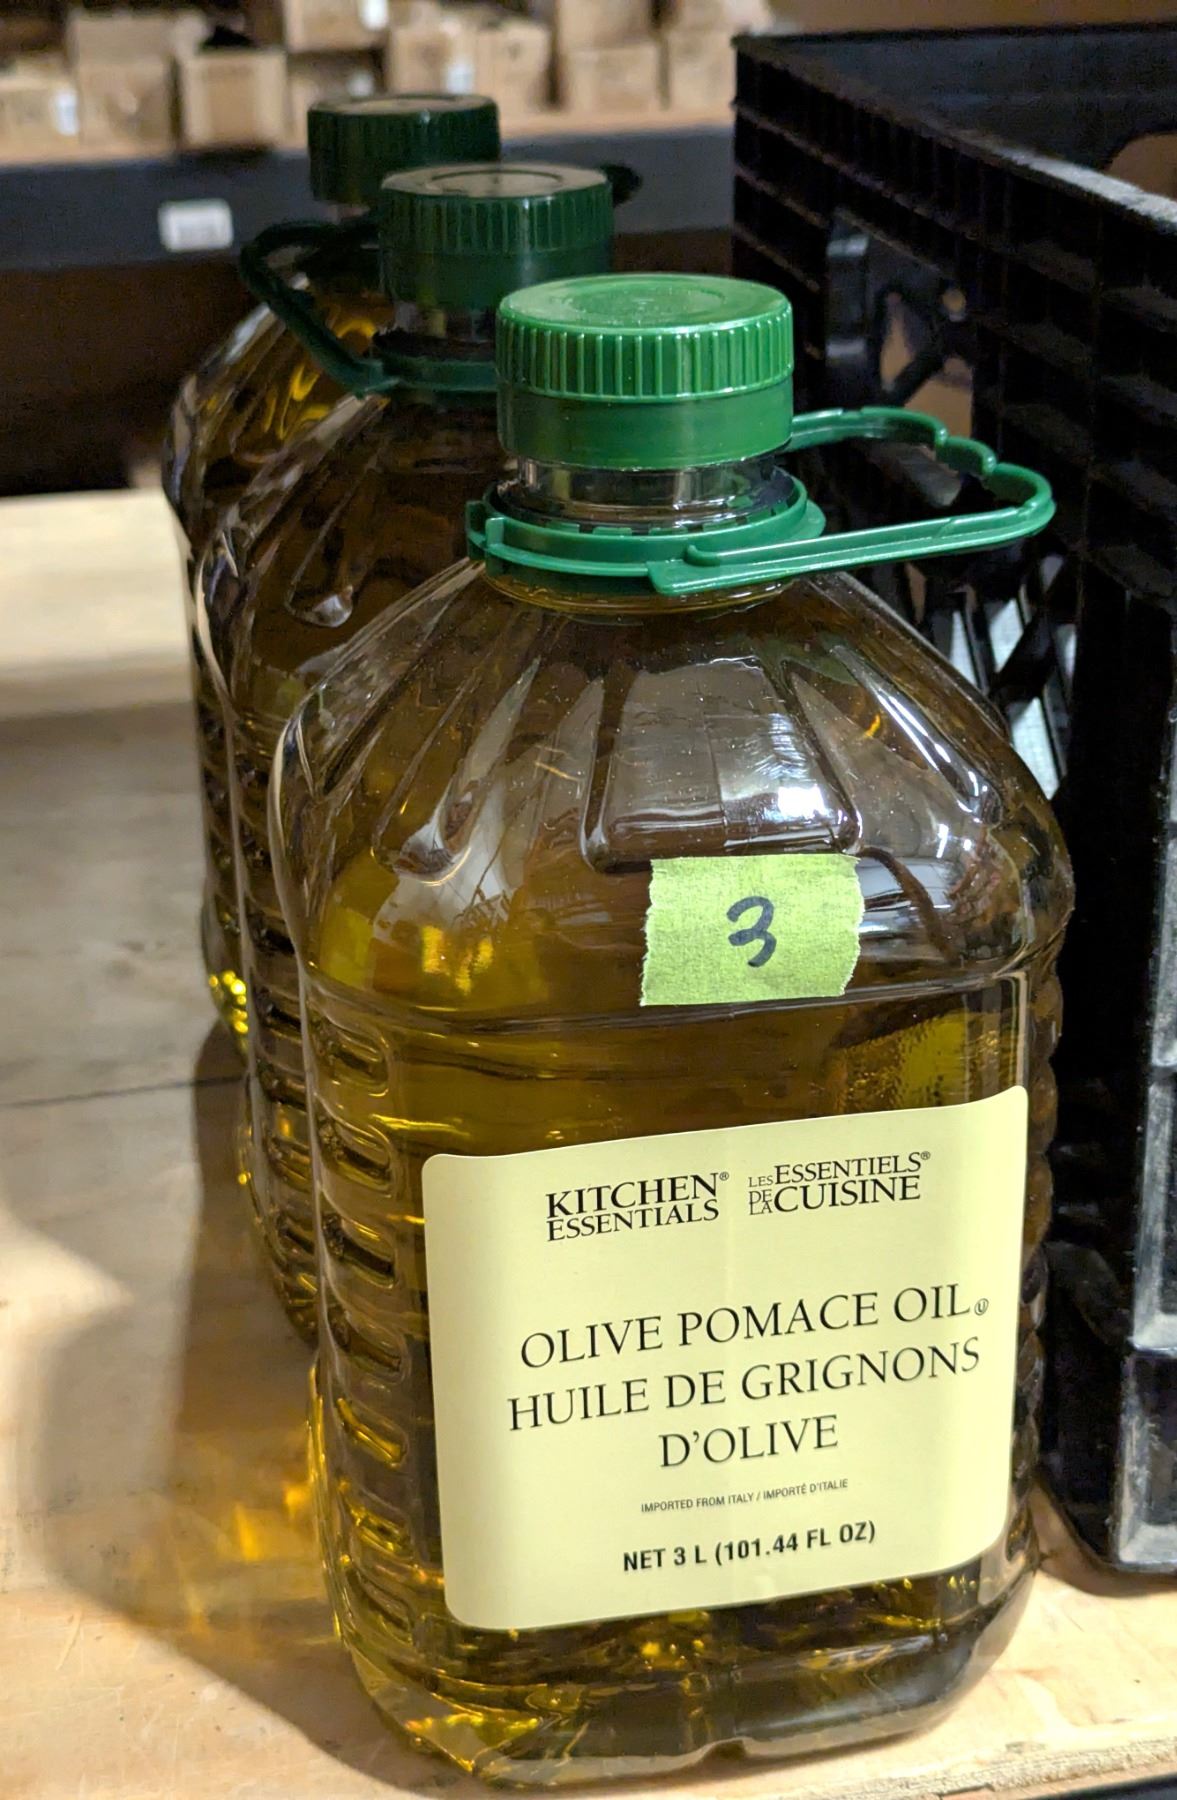 3
KITCHEN®
ESSENTIALS
LES ESSENTIELS®
DE LA CUISINE
OLIVE POMACE OIL Ⓤ
HUILE DE GRIGNONS
D'OLIVE
IMPORTED FROM ITALY / IMPORTÉ D'ITALIE
NET 3 L (101.44 FL OZ)